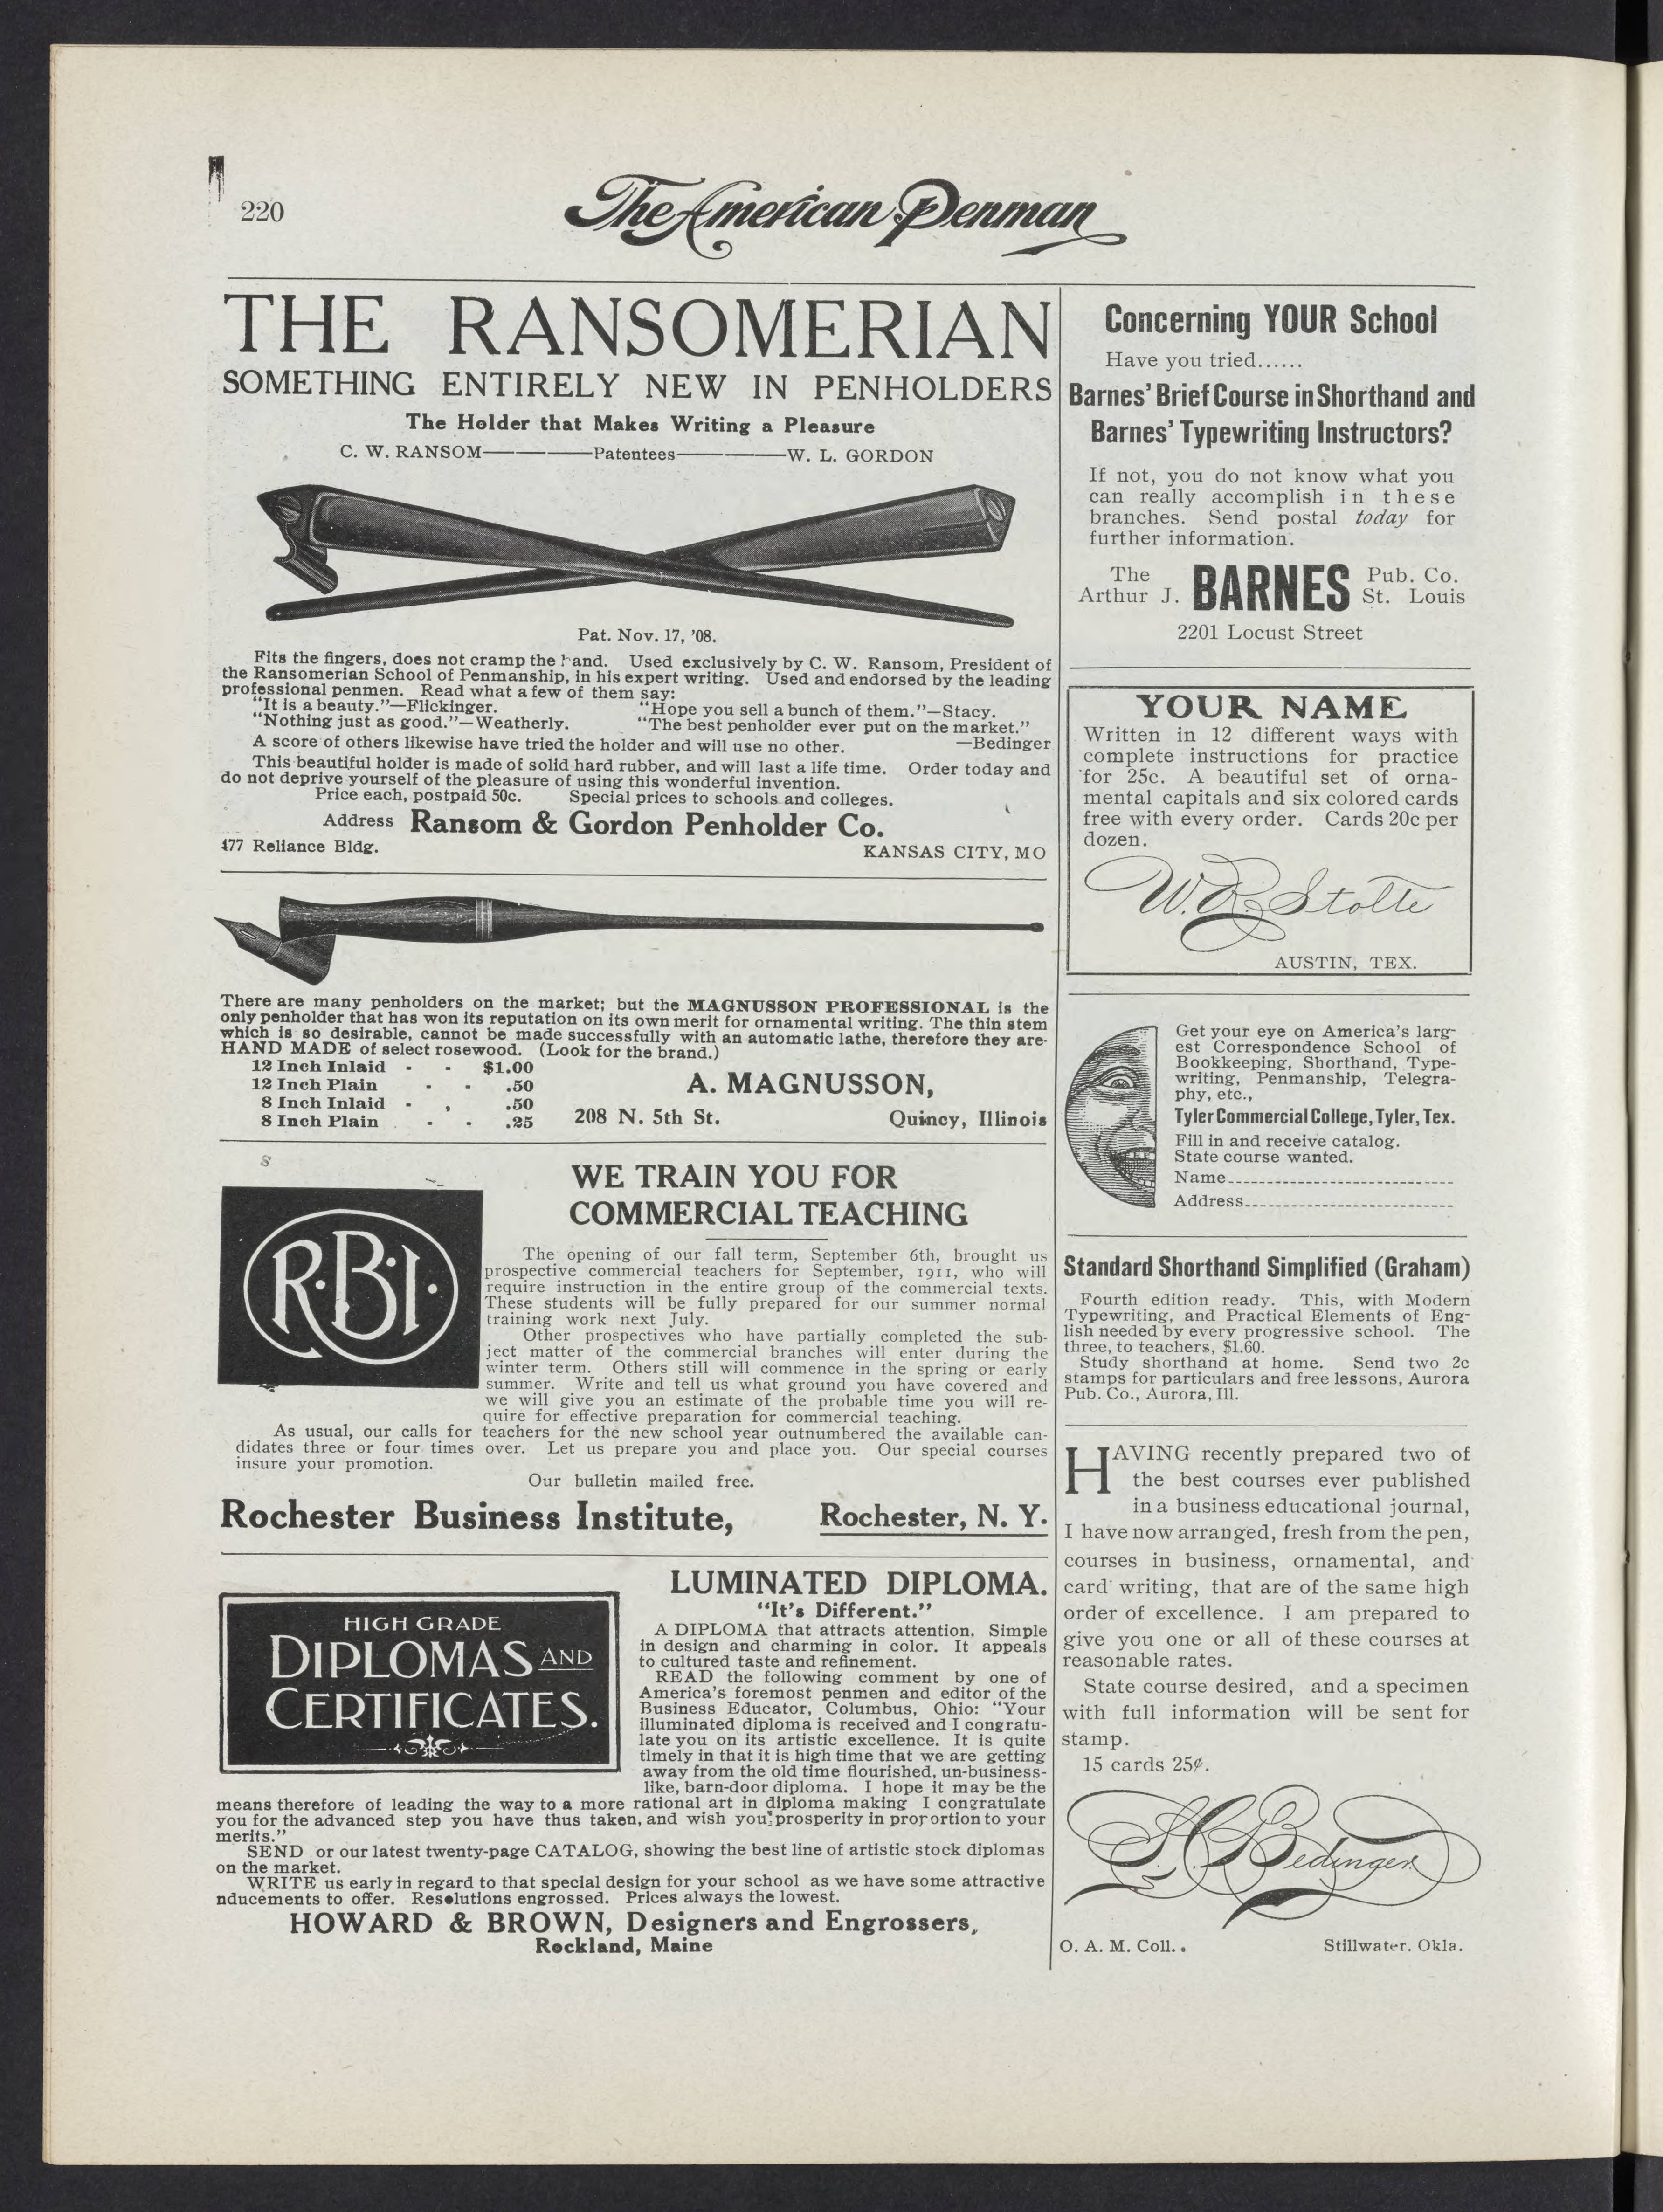 220
The American Penman
THE RANSOMERIAN
SOMETHING ENTIRELY NEW IN PENHOLDERS
The Holder that Makes Writing a Pleasure
C. W. RANSOM————Patentees————W. L. GORDON
Pat. Nov. 17, '08.
Fits the fingers, does not cramp the hand. Used exclusively by C. W. Ransom, President of
the Ransomerian School of Penmanship, in his expert writing. Used and endorsed by the leading
professional penmen. Read what a few of them say:
"It is a beauty."—Flickinger. "Hope you sell a bunch of them."—Stacy.
"Nothing just as good."—Weatherly. "The best penholder ever put on the market."
A score of others likewise have tried the holder and will use no other. —Bedinger
This beautiful holder is made of solid hard rubber, and will last a life time. Order today and
do not deprive yourself of the pleasure of using this wonderful invention.
Price each, postpaid 50c. Special prices to schools and colleges.
Address Ransom & Gordon Penholder Co.
477 Reliance Bldg. KANSAS CITY, MO
There are many penholders on the market; but the MAGNUSSON PROFESSIONAL is the
only penholder that has won its reputation on its own merit for ornamental writing. The thin stem
which is so desirable, cannot be made successfully with an automatic lathe, therefore they are
HAND MADE of select rosewood. (Look for the brand.)
12 Inch Inlaid - - $1.00
12 Inch Plain - - .50
8 Inch Inlaid - , .50
8 Inch Plain - - .25
A. MAGNUSSON,
208 N. 5th St. Quincy, Illinois
R·B·I·
WE TRAIN YOU FOR
COMMERCIAL TEACHING
The opening of our fall term, September 6th, brought us
prospective commercial teachers for September, 1911, who will
require instruction in the entire group of the commercial texts.
These students will be fully prepared for our summer normal
training work next July.
Other prospectives who have partially completed the sub-
ject matter of the commercial branches will enter during the
winter term. Others still will commence in the spring or early
summer. Write and tell us what ground you have covered and
we will give you an estimate of the probable time you will re-
quire for effective preparation for commercial teaching.
As usual, our calls for teachers for the new school year outnumbered the available can-
didates three or four times over. Let us prepare you and place you. Our special courses
insure your promotion.
Our bulletin mailed free.
Rochester Business Institute, Rochester, N. Y.
HIGH GRADE
DIPLOMAS AND
CERTIFICATES.
LUMINATED DIPLOMA.
"It's Different."
A DIPLOMA that attracts attention. Simple
in design and charming in color. It appeals
to cultured taste and refinement.
READ the following comment by one of
America's foremost penmen and editor of the
Business Educator, Columbus, Ohio: "Your
illuminated diploma is received and I congratu-
late you on its artistic excellence. It is quite
timely in that it is high time that we are getting
away from the old time flourished, un-business-
like, barn-door diploma. I hope it may be the
means therefore of leading the way to a more rational art in diploma making I congratulate
you for the advanced step you have thus taken, and wish you prosperity in proportion to your
merits."
SEND or our latest twenty-page CATALOG, showing the best line of artistic stock diplomas
on the market.
WRITE us early in regard to that special design for your school as we have some attractive
nducements to offer. Resolutions engrossed. Prices always the lowest.
HOWARD & BROWN, Designers and Engrossers,
Rockland, Maine
Concerning YOUR School
Have you tried......
Barnes' Brief Course in Shorthand and
Barnes' Typewriting Instructors?
If not, you do not know what you
can really accomplish in these
branches. Send postal today for
further information.
The Arthur J. BARNES Pub. Co. St. Louis
2201 Locust Street
YOUR NAME
Written in 12 different ways with
complete instructions for practice
for 25c. A beautiful set of orna-
mental capitals and six colored cards
free with every order. Cards 20c per
dozen.
W. R. Stolte
AUSTIN, TEX.
Get your eye on America's larg-
est Correspondence School of
Bookkeeping, Shorthand, Type-
writing, Penmanship, Telegra-
phy, etc.,
Tyler Commercial College, Tyler, Tex.
Fill in and receive catalog.
State course wanted.
Name
Address
Standard Shorthand Simplified (Graham)
Fourth edition ready. This, with Modern
Typewriting, and Practical Elements of Eng-
lish needed by every progressive school. The
three, to teachers, $1.60.
Study shorthand at home. Send two 2c
stamps for particulars and free lessons, Aurora
Pub. Co., Aurora, Ill.
HAVING recently prepared two of
the best courses ever published
in a business educational journal,
I have now arranged, fresh from the pen,
courses in business, ornamental, and
card writing, that are of the same high
order of excellence. I am prepared to
give you one or all of these courses at
reasonable rates.
State course desired, and a specimen
with full information will be sent for
stamp.
15 cards 25¢.
Bedinger
O. A. M. Coll. . Stillwater. Okla.